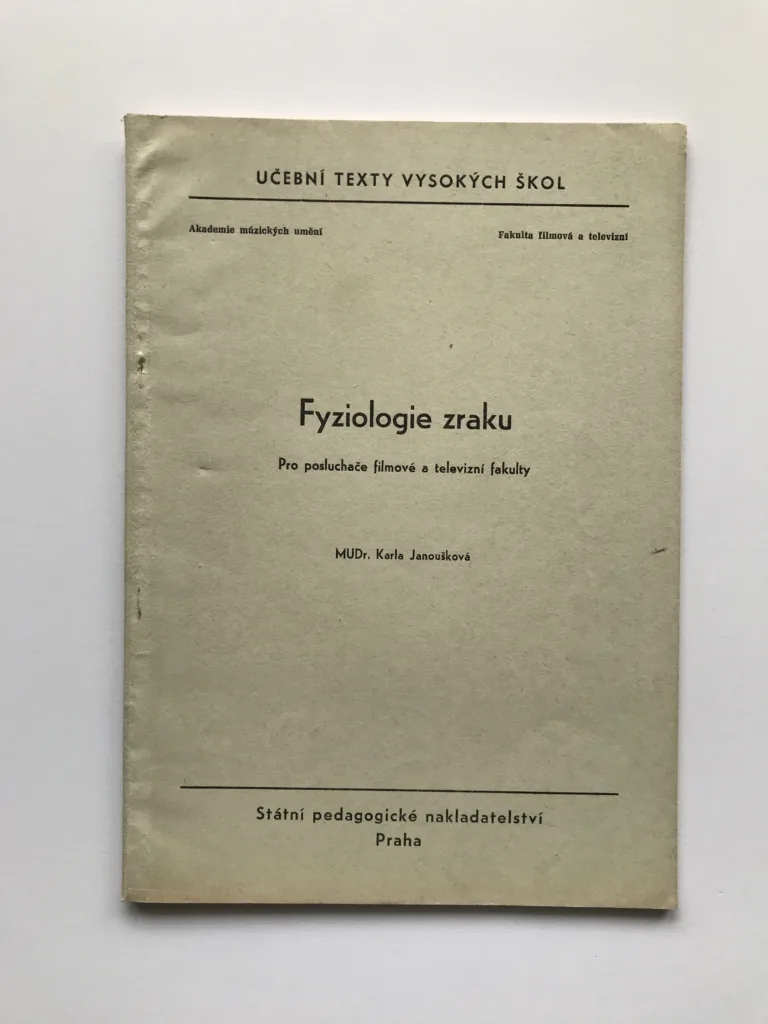 UČEBNÍ TEXTY VYSOKÝCH ŠKOL
Akademie múzických umění
Fakulta filmová a televizní
Fyziologie zraku
Pro posluchače filmové a televizní fakulty
MUDr. Karla Janoušková
Státní pedagogické nakladatelství
Praha